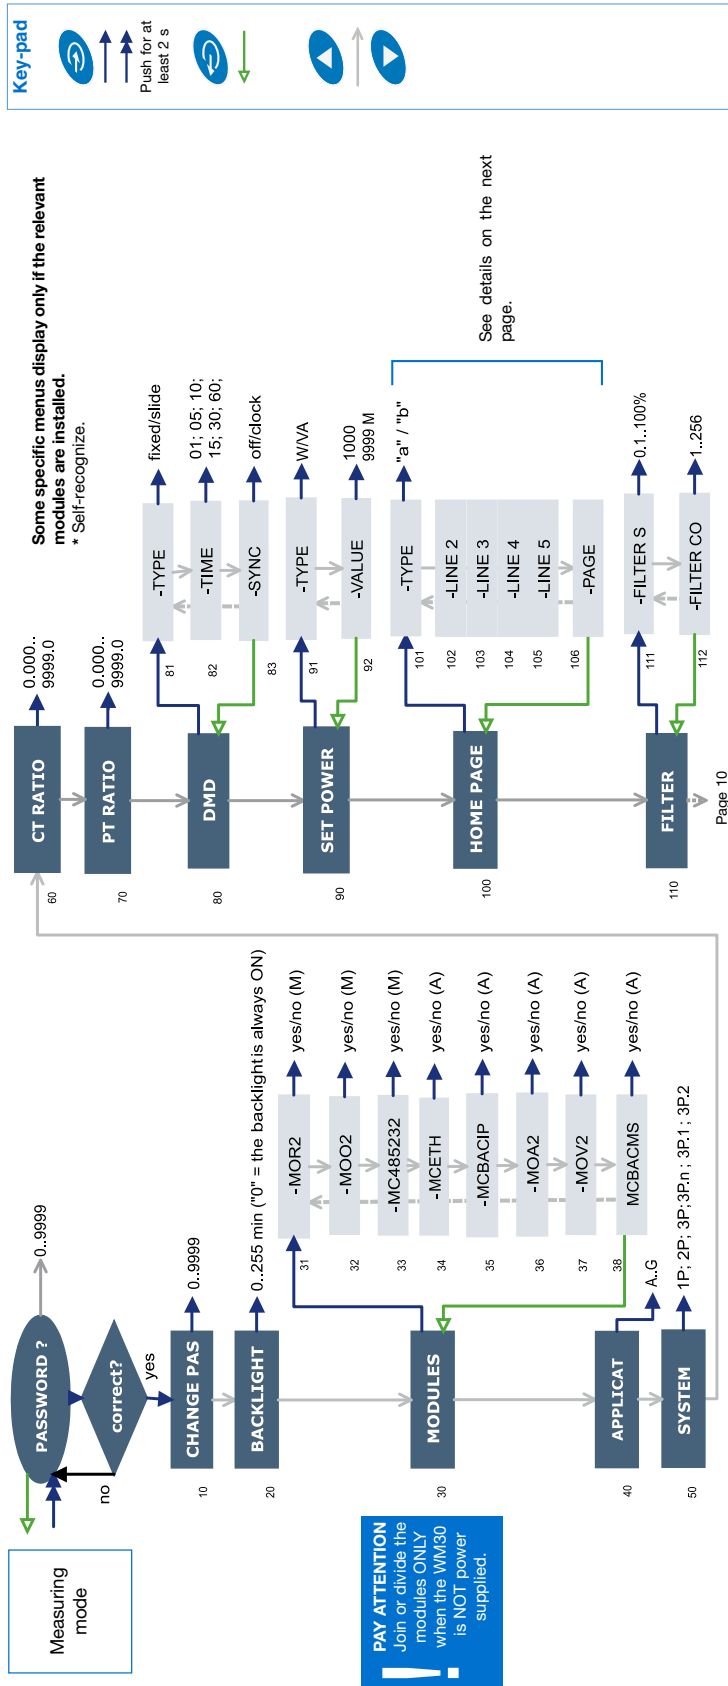 Measuring
mode
PASSWORD ?
0..9999
correct?
no
yes
CHANGE PAS
10
0..9999
BACKLIGHT
20
0..255 min ("0" = the backlight is always ON)
MODULES
30
-MOR2
31
yes/no (M)
-MOO2
32
yes/no (M)
-MC485232
33
yes/no (M)
-MCETH
34
yes/no (A)
-MCBACIP
35
yes/no (A)
-MOA2
36
yes/no (A)
-MOV2
37
yes/no (A)
MCBACMS
38
yes/no (A)
APPLICAT
40
A..G
SYSTEM
50
1P; 2P; 3P;3P.n ; 3P.1 ; 3P.2
PAY ATTENTION
Join or divide the
modules ONLY
when the WM30
is NOT power
supplied.
CT RATIO
60
0.000...
9999.0
PT RATIO
70
0.000...
9999.0
Some specific menus display only if the relevant
modules are installed.
* Self-recognize.
DMD
80
-TYPE
81
fixed/slide
-TIME
82
01; 05; 10;
15; 30; 60;
-SYNC
83
off/clock
SET POWER
90
-TYPE
91
W/VA
-VALUE
92
1000
9999 M
HOME PAGE
100
-TYPE
101
"a" / "b"
-LINE 2
102
-LINE 3
103
-LINE 4
104
-LINE 5
105
-PAGE
106
See details on the next
page.
FILTER
110
-FILTER S
111
0.1..100%
-FILTER CO
112
1..256
Page 10
Key-pad
Push for at
least 2 s